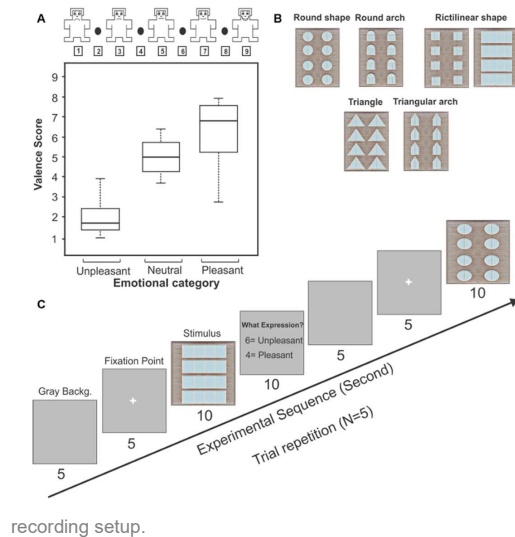 A
1 2 3 4 5 6 7 8 9
9
8
7
6
5
4
3
2
1
Valence Score
Unpleasant Neutral Pleasant
Emotional category
B
Round shape Round arch Rictilinear shape
Triangle Triangular arch
C
Gray Backg.
5
Fixation Point
5
Stimulus
10
What Expression?
6= Unpleasant
4= Pleasant
10
5
5
10
Experimental Sequence (Second)
Trial repetition (N=5)
recording setup.